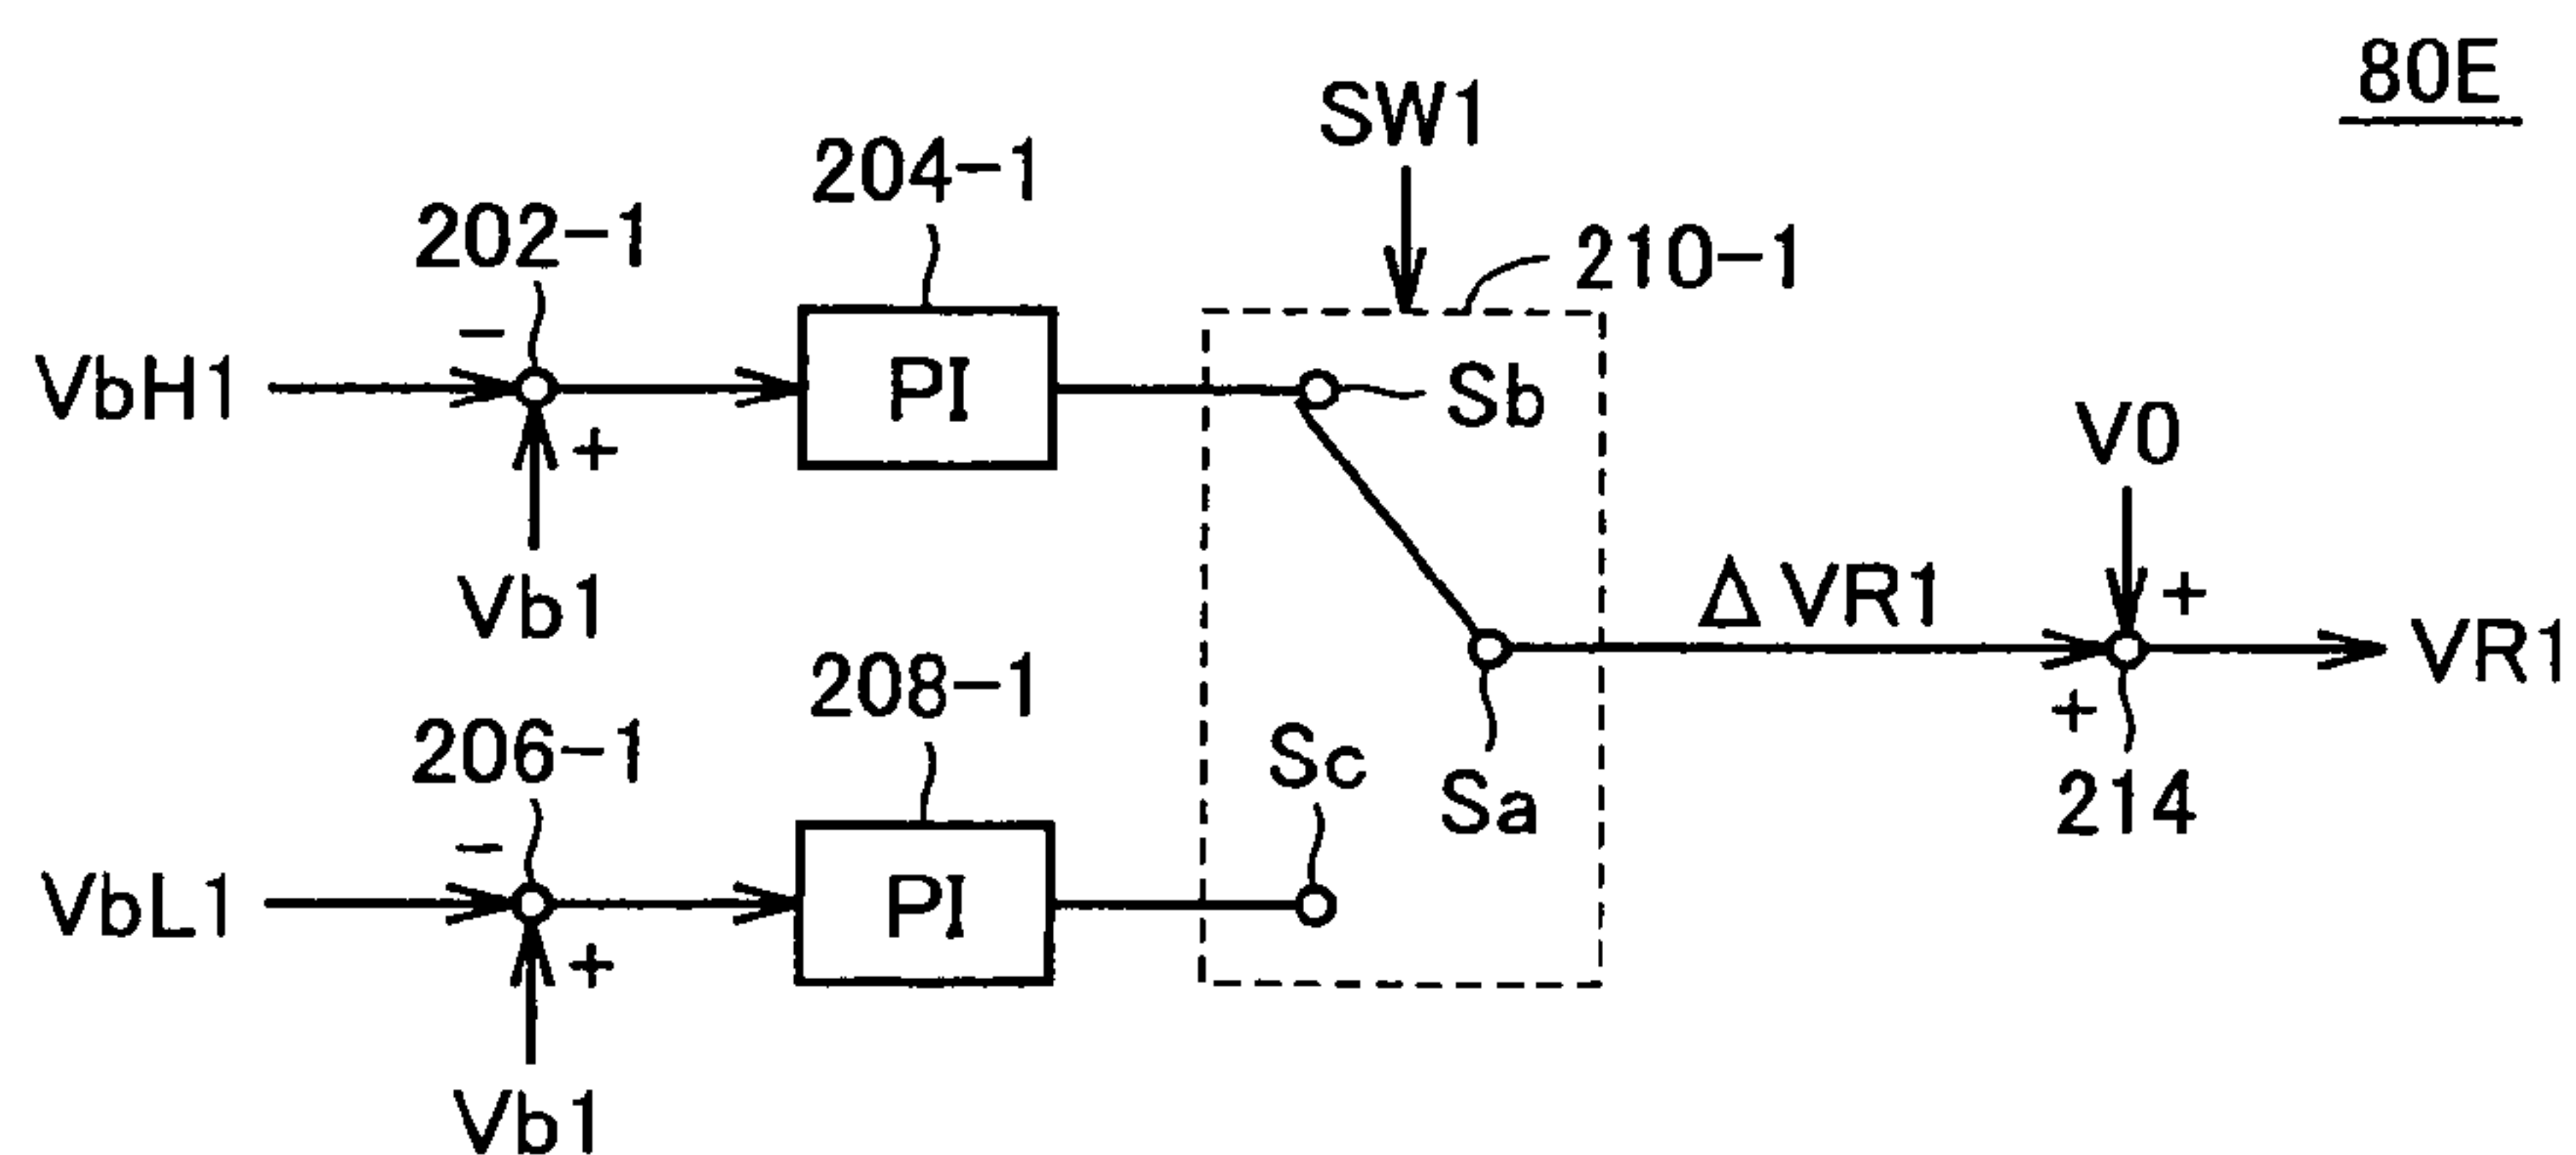 80E
SW1
204-1
202-1
210-1
−
VbH1
PI
Sb
+
V0
Vb1
Δ VR1
+
VR1
208-1
+
206-1
Sc
Sa
214
−
VbL1
PI
+
Vb1